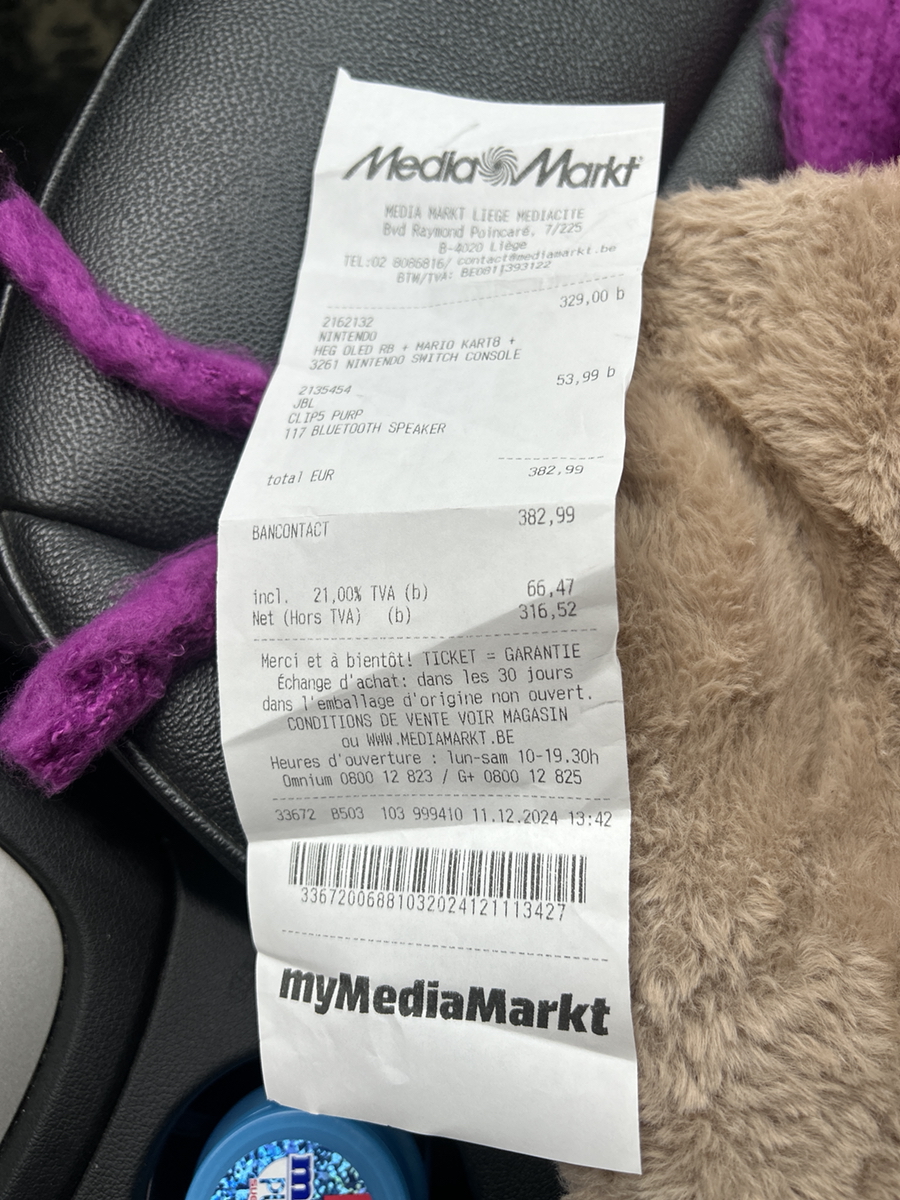 Media Markt
MEDIA MARKT LIEGE MEDIACITE
Bvd Raymond Poincaré, 7/225
B-4020 Liège
TEL:02 8086816/ contact@mediamarkt.be
BTW/TVA: BE0811393122
329,00 b
2162132
NINTENDO
HEG OLED RB + MARIO KART8 +
3261 NINTENDO SWITCH CONSOLE
53,99 b
2135454
JBL
CLIP5 PURP
117 BLUETOOTH SPEAKER
total EUR 382,99
BANCONTACT 382,99
incl. 21,00% TVA (b) 66,47
Net (Hors TVA) (b) 316,52
Merci et à bientôt! TICKET = GARANTIE
Échange d'achat: dans les 30 jours
dans l'emballage d'origine non ouvert.
CONDITIONS DE VENTE VOIR MAGASIN
ou WWW.MEDIAMARKT.BE
Heures d'ouverture : lun-sam 10-19.30h
Omnium 0800 12 823 / G+ 0800 12 825
33672 B503 103 999410 11.12.2024 13:42
33672006881032024121113427
myMediaMarkt